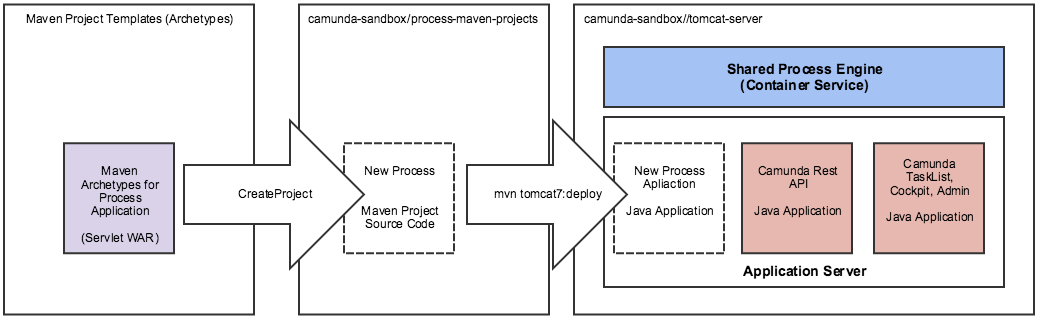 Maven Project Templates (Archetypes)
Maven
Archetypes for
Process
Application
(Servlet WAR)
CreateProject
camunda-sandbox/process-maven-projects
New Process
Maven Project
Source Code
mvn tomcat7:deploy
camunda-sandbox//tomcat-server
Shared Process Engine
(Container Service)
New Process
Apliaction
Java Application
Camunda Rest
API
Java Application
Camunda
TaskList,
Cockpit, Admin
Java Application
Application Server